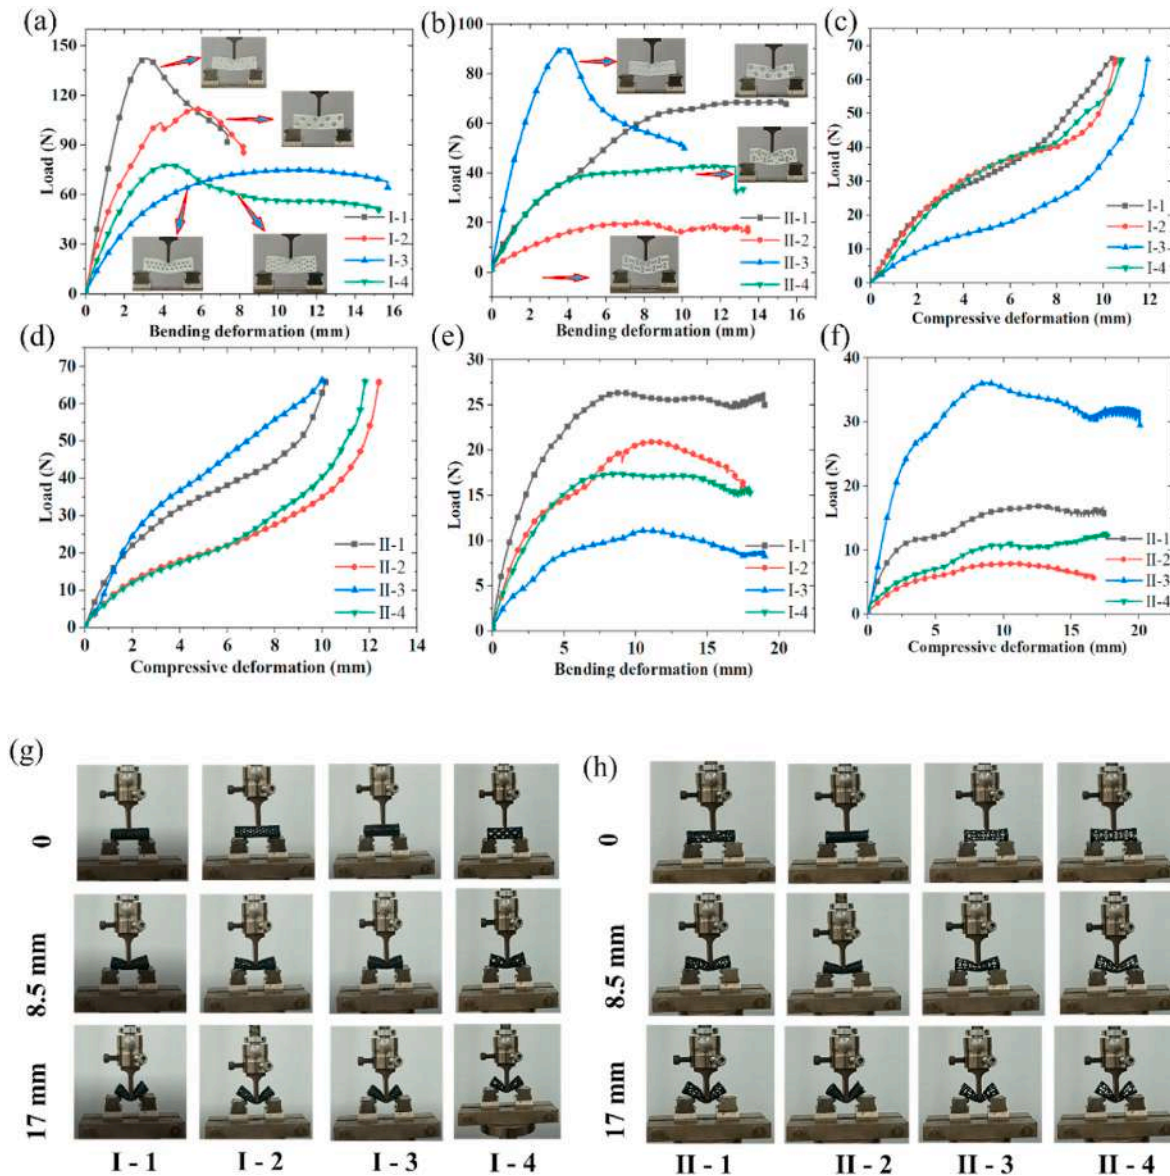 (a)
150
120
90
60
30
0
Load (N)
0 2 4 6 8 10 12 14 16
Bending deformation (mm)
I-1
I-2
I-3
I-4
(b)
100
80
60
40
20
0
Load (N)
0 2 4 6 8 10 12 14 16
Bending deformation (mm)
II-1
II-2
II-3
II-4
(c)
70
60
50
40
30
20
10
0
Load (N)
0 2 4 6 8 10 12
Compressive deformation (mm)
I-1
I-2
I-3
I-4
(d)
70
60
50
40
30
20
10
0
Load (N)
0 2 4 6 8 10 12 14
Compressive deformation (mm)
II-1
II-2
II-3
II-4
(e)
30
25
20
15
10
5
0
Load (N)
0 5 10 15 20
Bending deformation (mm)
I-1
I-2
I-3
I-4
(f)
40
30
20
10
0
Load (N)
0 5 10 15 20
Compressive deformation (mm)
II-1
II-2
II-3
II-4
(g)
0
8.5 mm
17 mm
I - 1 I - 2 I - 3 I - 4
(h)
0
8.5 mm
17 mm
II - 1 II - 2 II - 3 II - 4